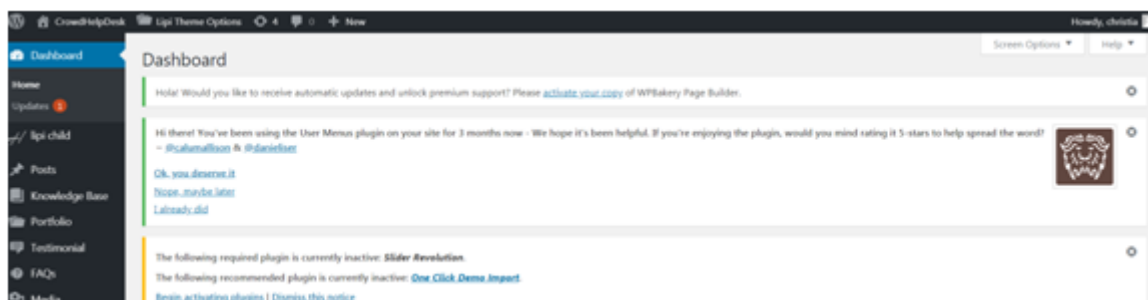 CrowdHelpDesk Lipi Theme Options 4 0 + New Howdy, christia
Screen Options Help
Dashboard
Dashboard
Home
Updates 1
lipi child
Posts
Knowledge Base
Portfolio
Testimonial
FAQs
Media
Hola! Would you like to receive automatic updates and unlock premium support? Please activate your copy of WPBakery Page Builder.
Hi there! You've been using the User Menus plugin on your site for 3 months now - We hope it's been helpful. If you're enjoying the plugin, would you mind rating it 5-stars to help spread the word?
~ @calumallison & @danieliser
Ok, you deserve it
Nope, maybe later
I already did
The following required plugin is currently inactive: Slider Revolution.
The following recommended plugin is currently inactive: One Click Demo Import.
Begin activating plugins | Dismiss this notice